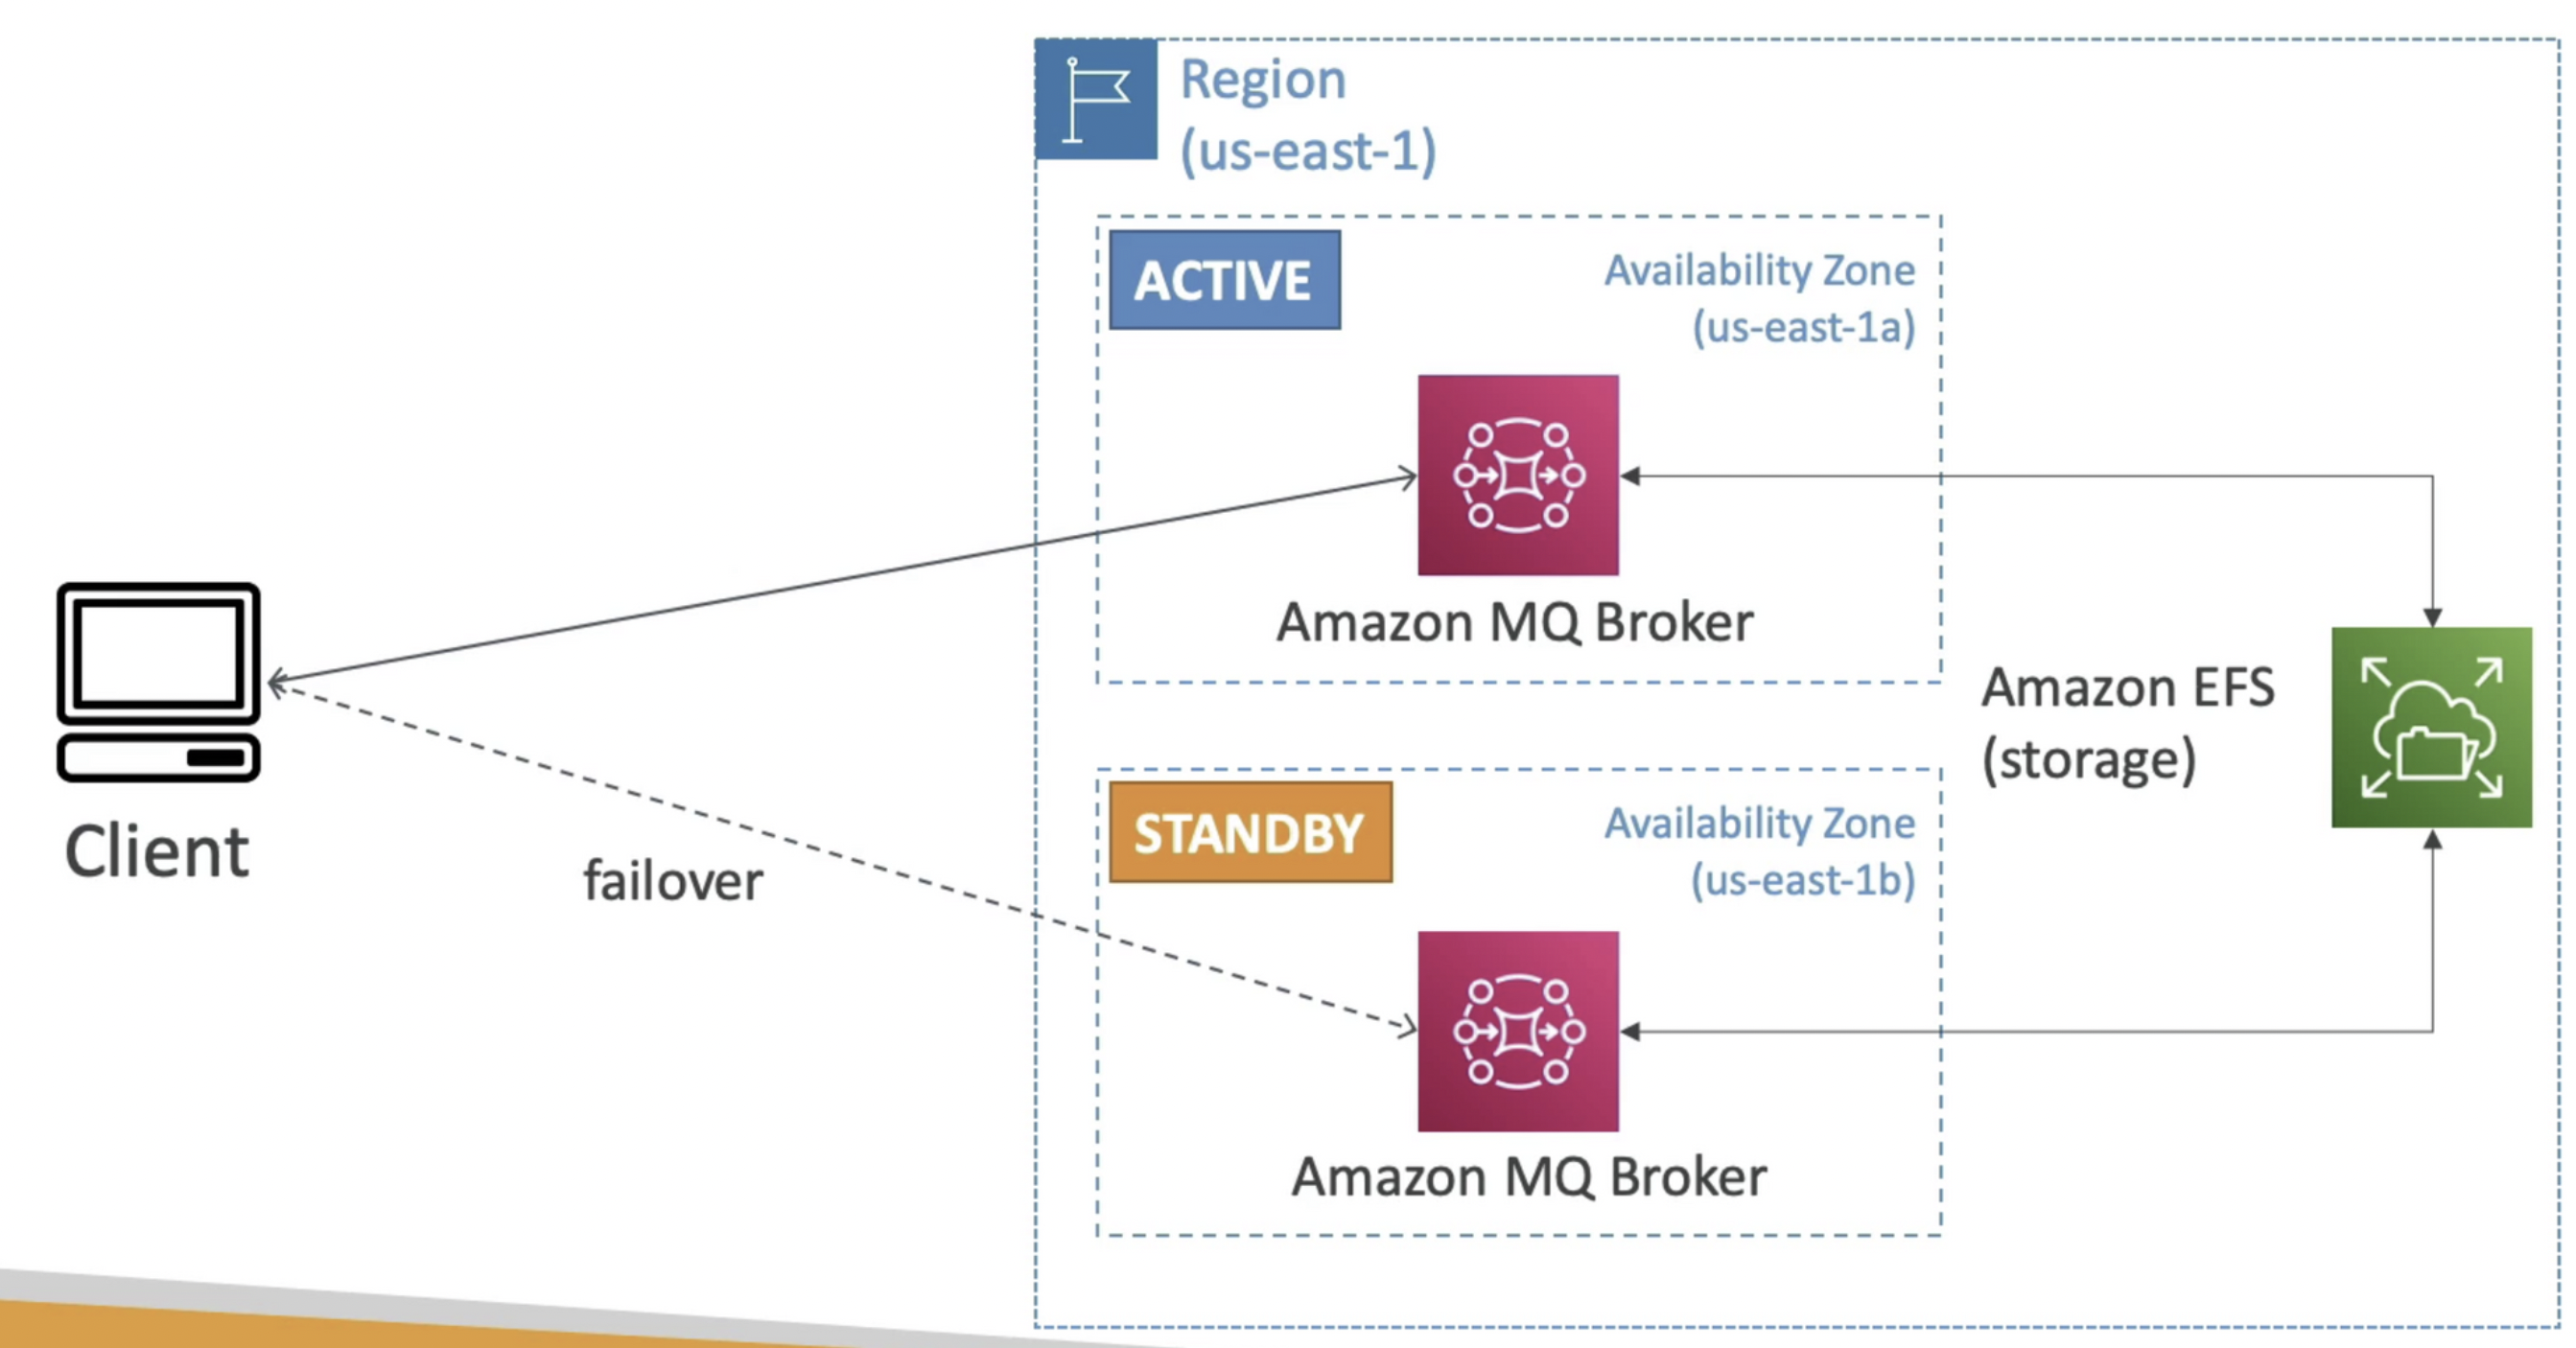 Region
(us-east-1)
ACTIVE
Availability Zone
(us-east-1a)
Amazon MQ Broker
Client
failover
Amazon EFS
(storage)
STANDBY
Availability Zone
(us-east-1b)
Amazon MQ Broker